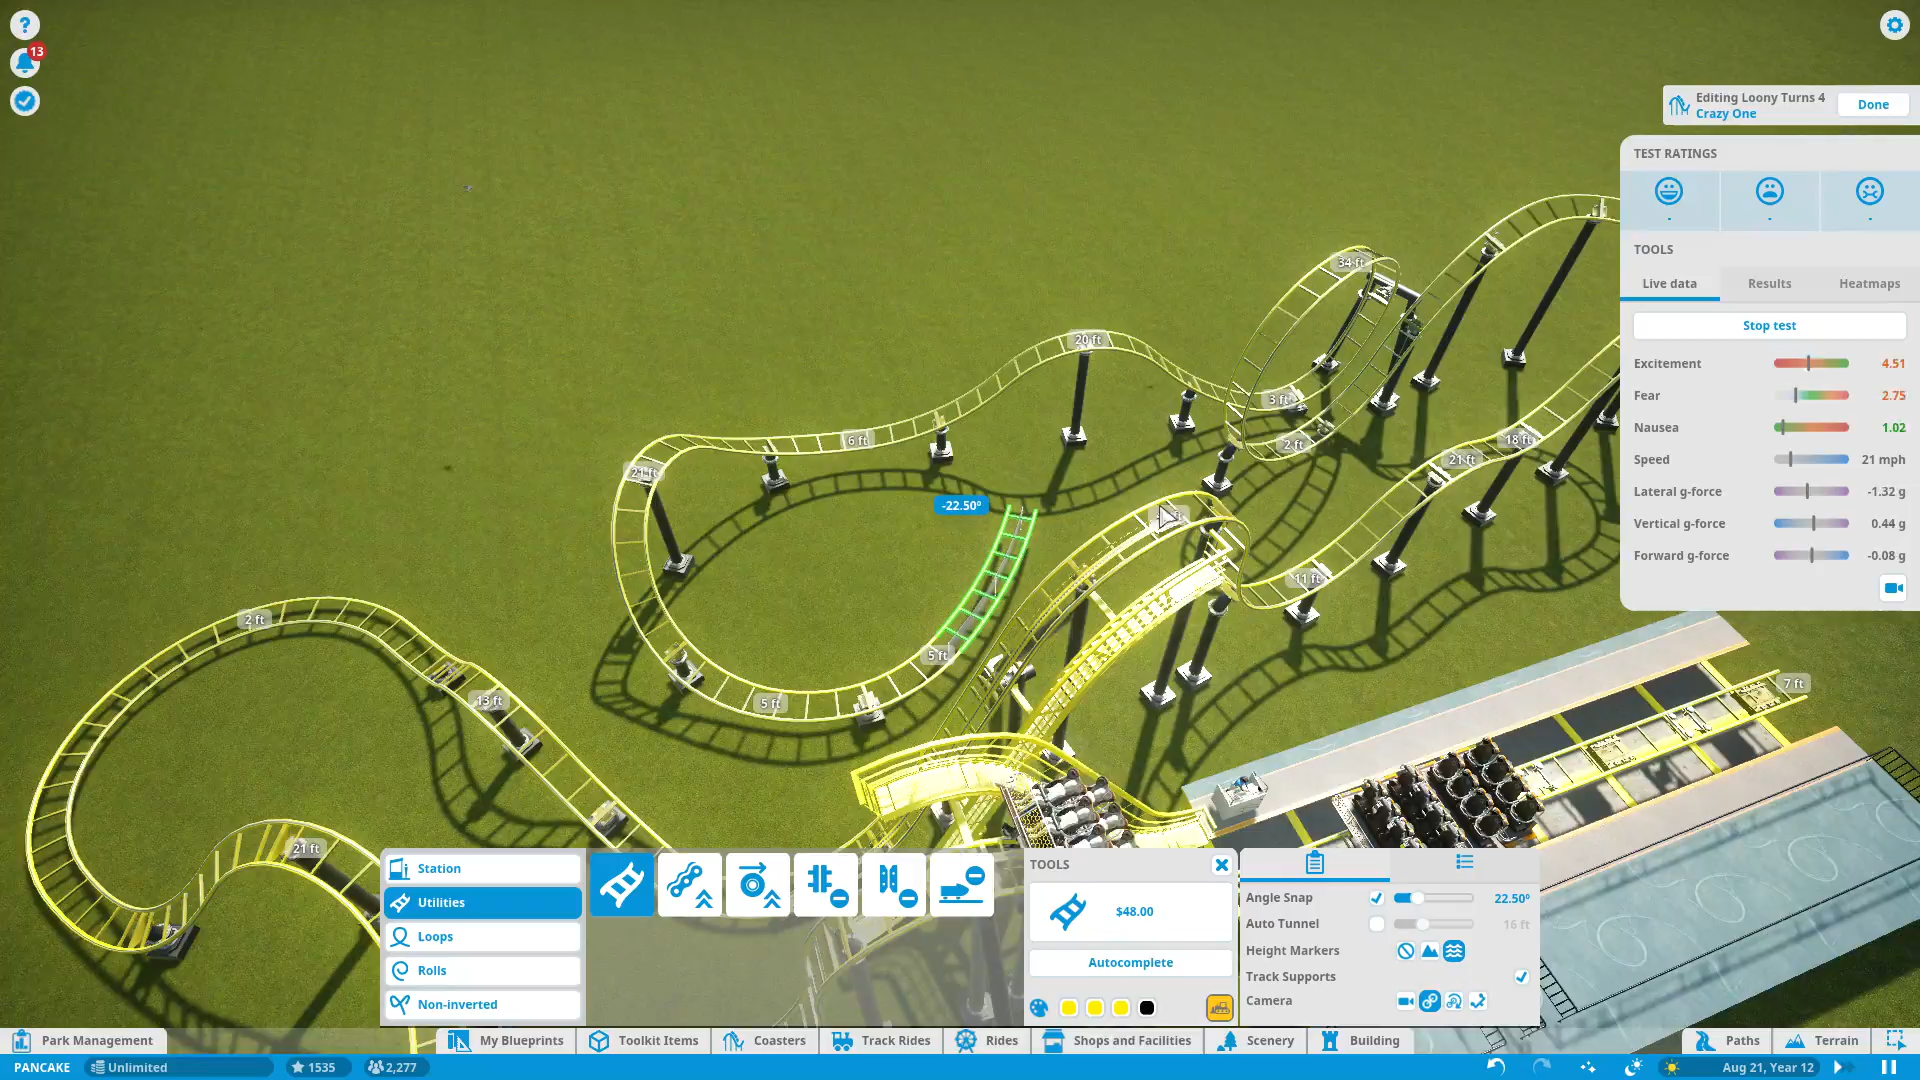 ?
13
Editing Loony Turns 4
Crazy One
Done
TEST RATINGS
-
-
-
TOOLS
Live data
Results
Heatmaps
Stop test
Excitement
4.51
Fear
2.75
Nausea
1.02
Speed
21 mph
Lateral g-force
-1.32 g
Vertical g-force
0.44 g
Forward g-force
-0.08 g
34 ft
20 ft
3 ft
2 ft
6 ft
21 ft
18 ft
21 ft
-22.50°
11 ft
2 ft
5 ft
5 ft
13 ft
7 ft
21 ft
Station
Utilities
Loops
Rolls
Non-inverted
TOOLS
$48.00
Autocomplete
Angle Snap
22.50°
Auto Tunnel
16 ft
Height Markers
Track Supports
Camera
Park Management
My Blueprints
Toolkit Items
Coasters
Track Rides
Rides
Shops and Facilities
Scenery
Building
Paths
Terrain
PANCAKE
Unlimited
1535
2,277
Aug 21, Year 12